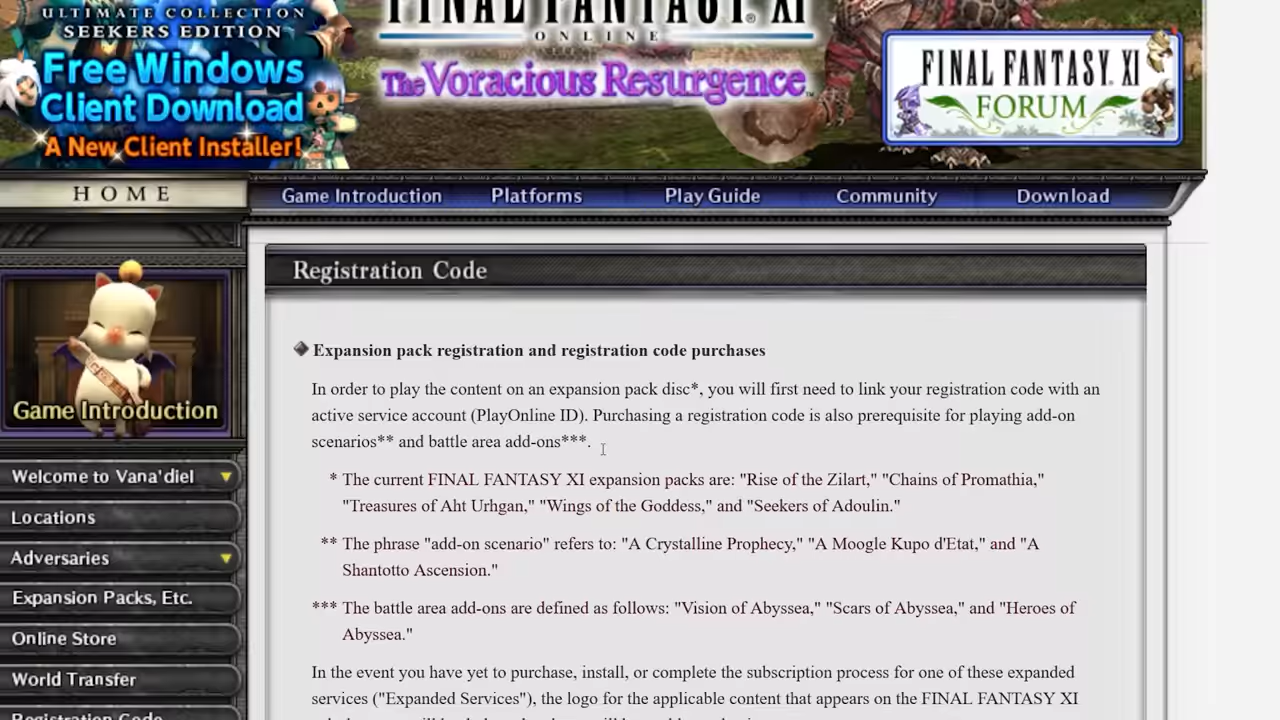 ULTIMATE COLLECTION
SEEKERS EDITION
Free Windows
Client Download
A New Client Installer!
FINAL FANTASY XI
ONLINE
The Voracious Resurgence
FINAL FANTASY XI
FORUM
HOME
Game Introduction
Platforms
Play Guide
Community
Download
Game Introduction
Welcome to Vana'diel
Locations
Adversaries
Expansion Packs, Etc.
Online Store
World Transfer
Registration Code
Registration Code
Expansion pack registration and registration code purchases
In order to play the content on an expansion pack disc*, you will first need to link your registration code with an
active service account (PlayOnline ID). Purchasing a registration code is also prerequisite for playing add-on
scenarios** and battle area add-ons***.
* The current FINAL FANTASY XI expansion packs are: "Rise of the Zilart," "Chains of Promathia,"
"Treasures of Aht Urhgan," "Wings of the Goddess," and "Seekers of Adoulin."
** The phrase "add-on scenario" refers to: "A Crystalline Prophecy," "A Moogle Kupo d'Etat," and "A
Shantotto Ascension."
*** The battle area add-ons are defined as follows: "Vision of Abyssea," "Scars of Abyssea," and "Heroes of
Abyssea."
In the event you have yet to purchase, install, or complete the subscription process for one of these expanded
services ("Expanded Services"), the logo for the applicable content that appears on the FINAL FANTASY XI